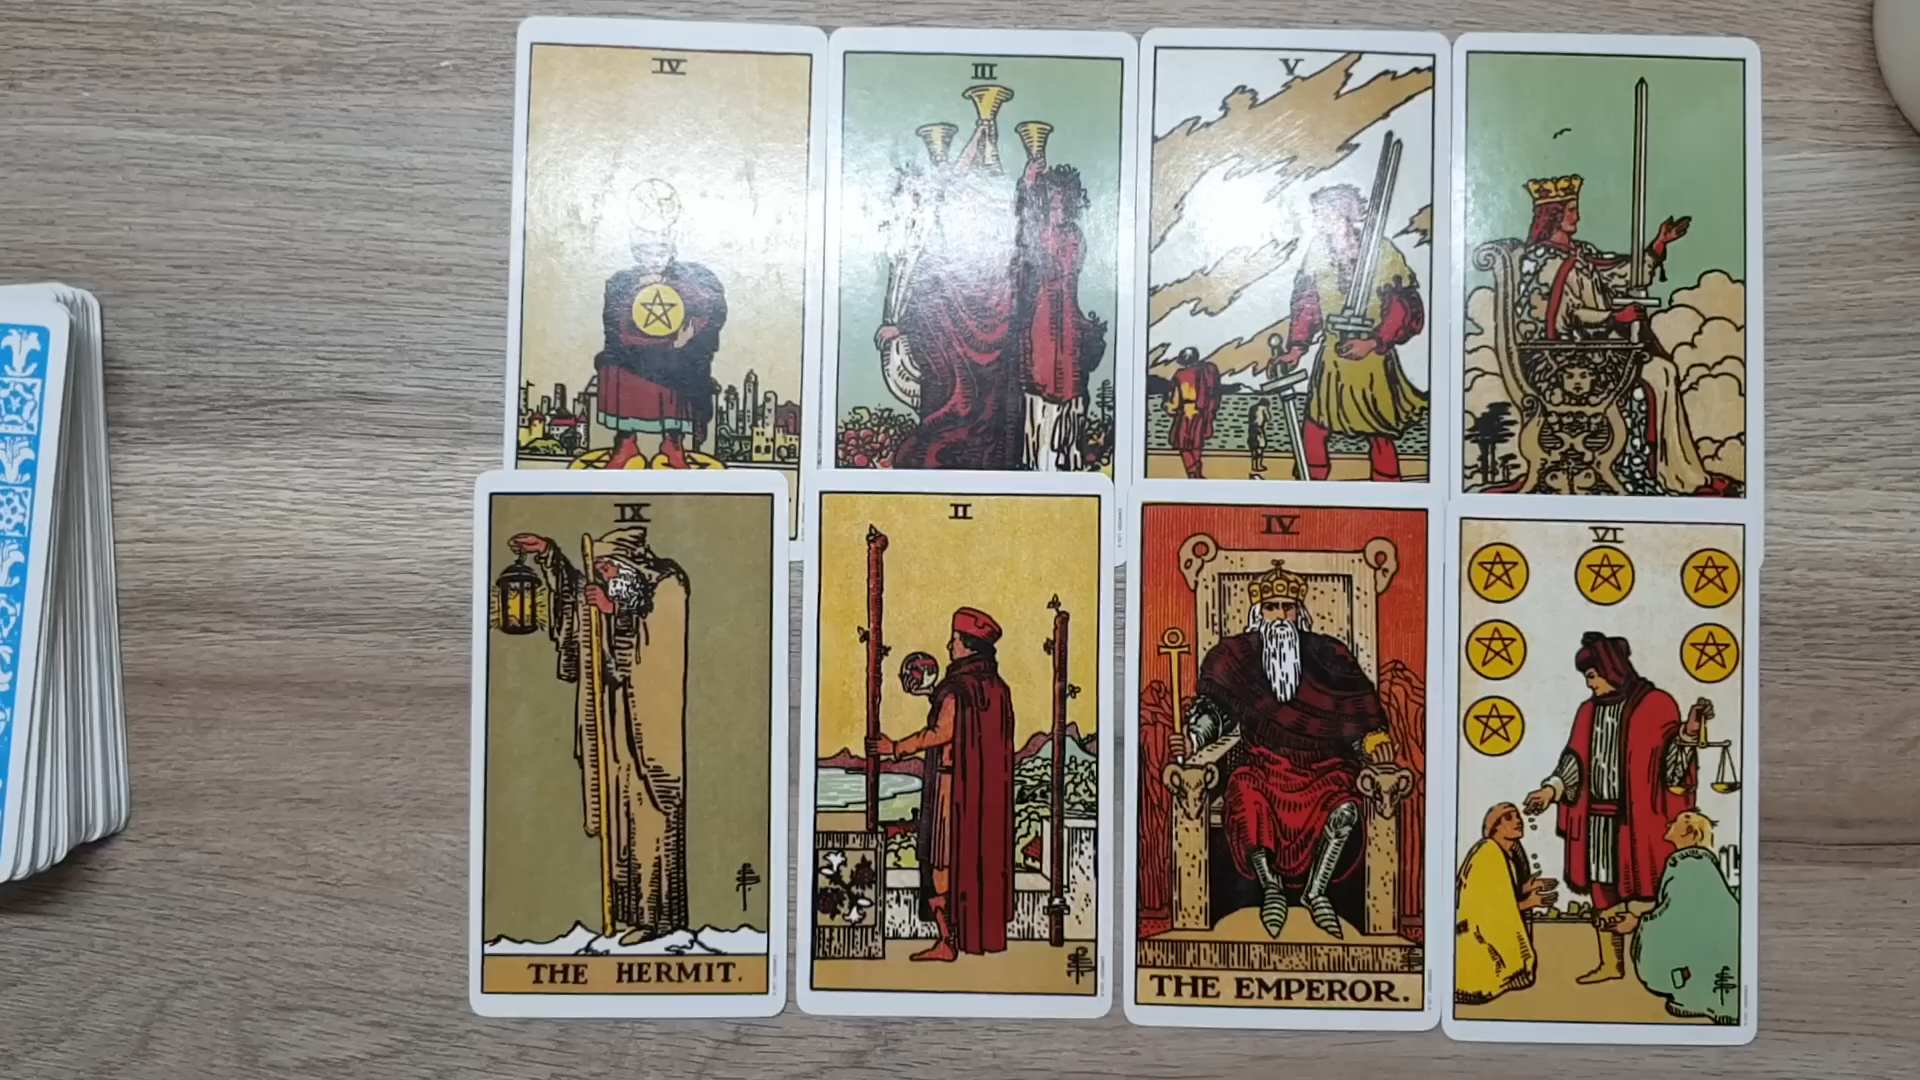 IV
III
V
IX
THE HERMIT.
II
IV
THE EMPEROR.
VI